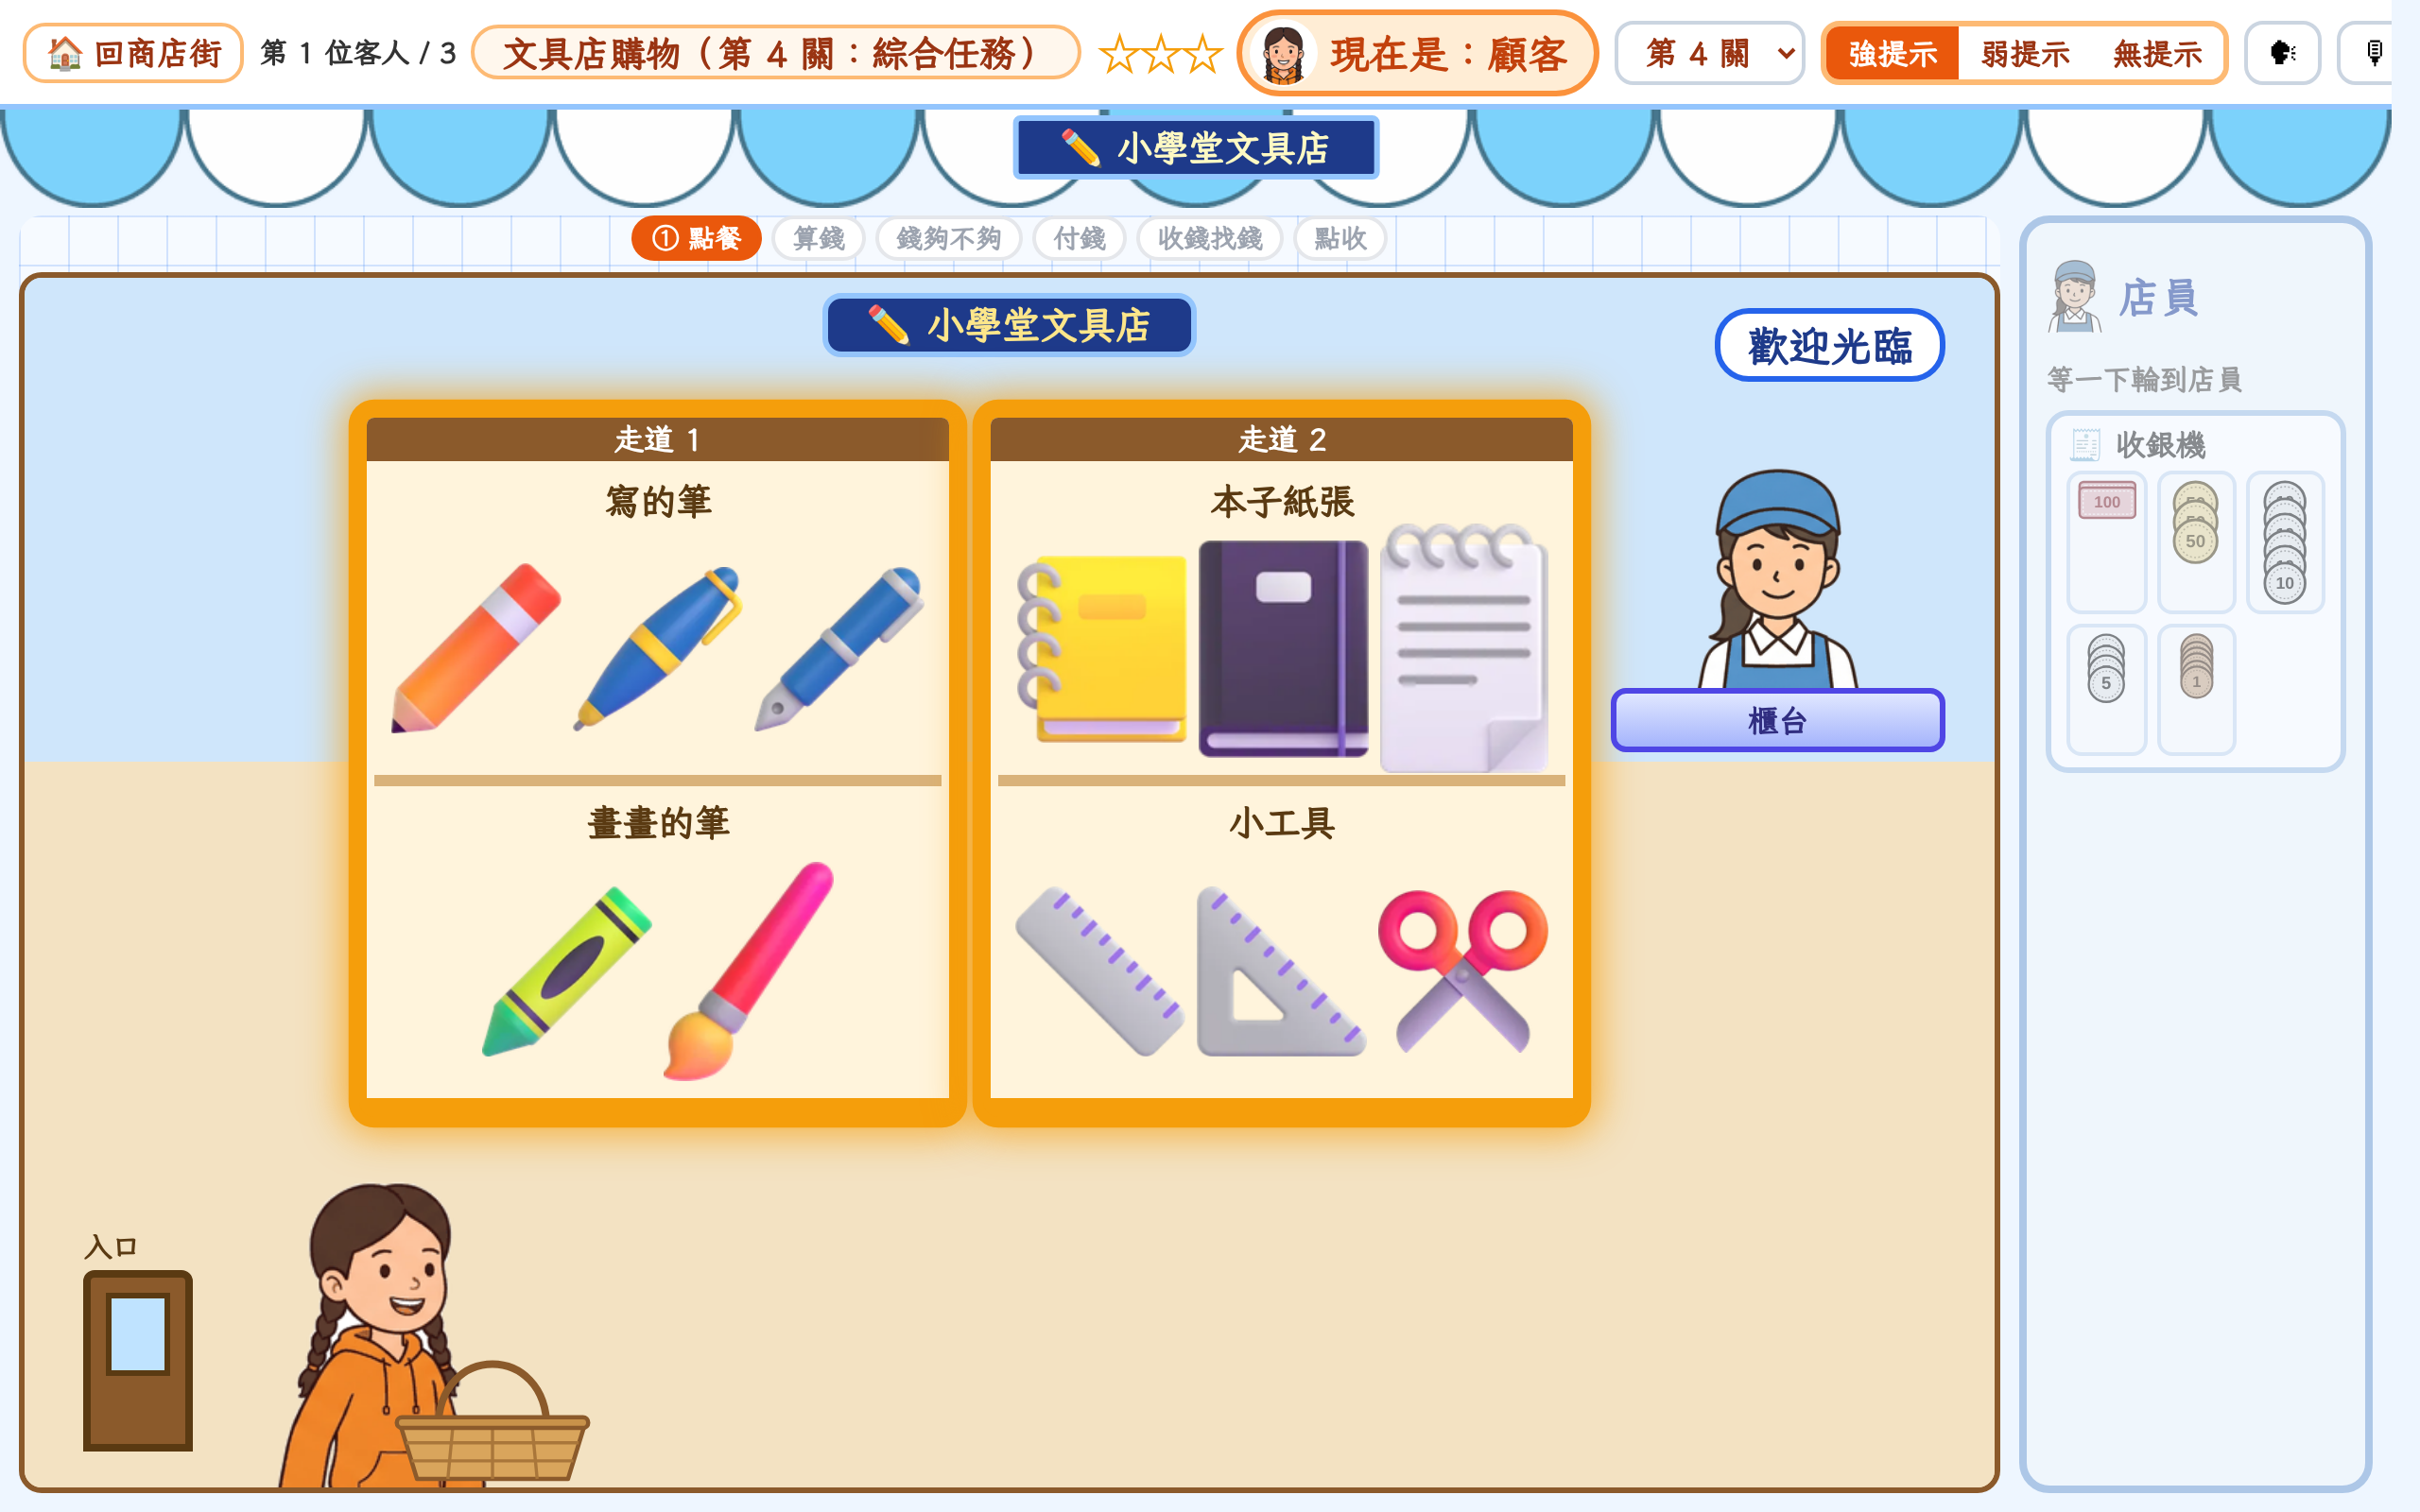 回商店街
第 1 位客人 / 3
文具店購物（第 4 關：綜合任務）
現在是：顧客
第 4 關
強提示
弱提示
無提示
小學堂文具店
① 點餐
算錢
錢夠不夠
付錢
收錢找錢
點收
小學堂文具店
歡迎光臨
走道 1
寫的筆
畫畫的筆
走道 2
本子紙張
小工具
櫃台
入口
店員
等一下輪到店員
收銀機
100
50
10
5
1